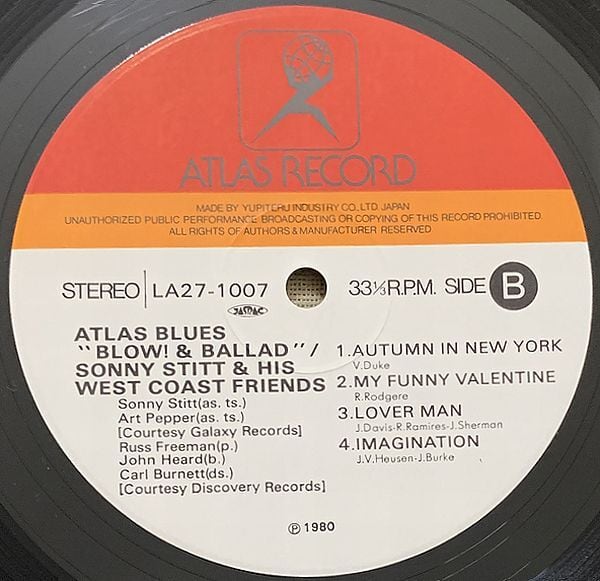 ATLAS RECORD
MADE BY YUPITERU INDUSTRY CO., LTD. JAPAN
UNAUTHORIZED PUBLIC PERFORMANCE BROADCASTING OR COPYING OF THIS RECORD PROHIBITED.
ALL RIGHTS OF AUTHORS & MANUFACTURER RESERVED
STEREO LA27-1007
JASRAC
33⅓ R.P.M. SIDE B
ATLAS BLUES
"BLOW! & BALLAD"/
SONNY STITT & HIS
WEST COAST FRIENDS
Sonny Stitt(as. ts.)
Art Pepper(as. ts.)
[Courtesy Galaxy Records]
Russ Freeman(p.)
John Heard(b.)
Carl Burnett(ds.)
[Courtesy Discovery Records]
1.AUTUMN IN NEW YORK
V.Duke
2.MY FUNNY VALENTINE
R.Rodgere
3.LOVER MAN
J.Davis-R.Ramires-J.Sherman
4.IMAGINATION
J.V.Heusen-J.Burke
℗ 1980